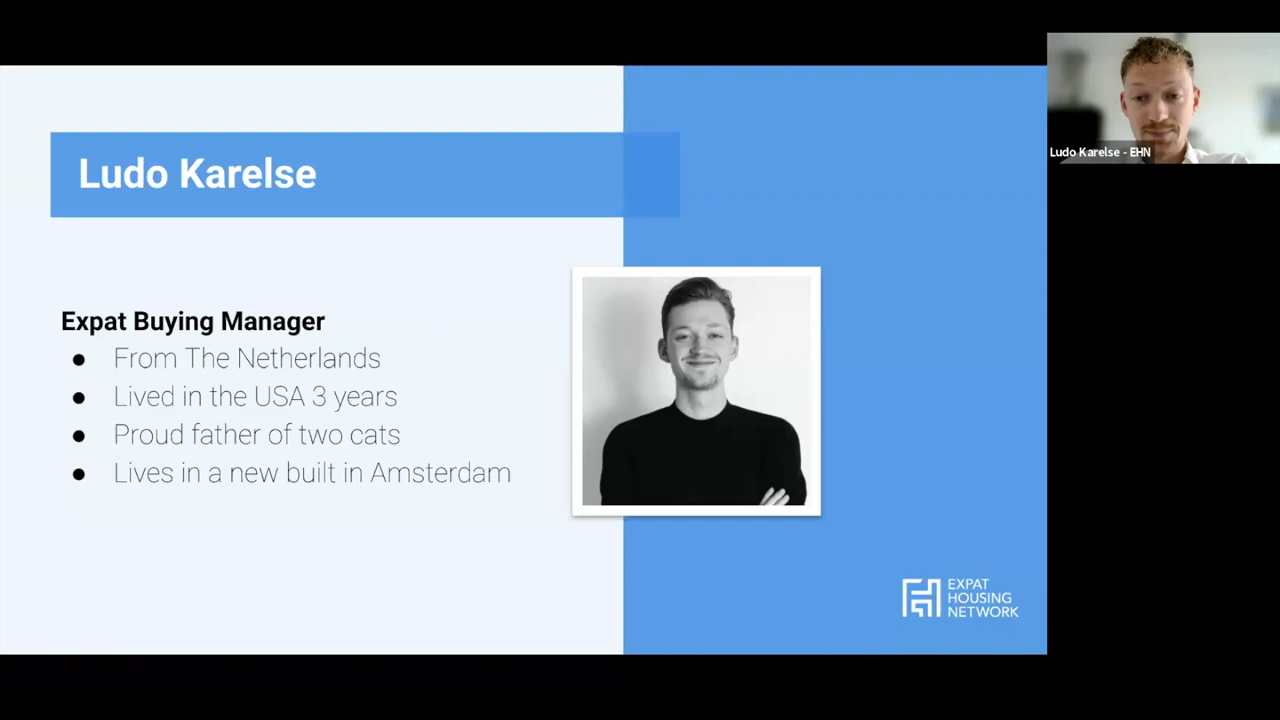 Ludo Karelse
Expat Buying Manager
● From The Netherlands
● Lived in the USA 3 years
● Proud father of two cats
● Lives in a new built in Amsterdam
EXPAT
HOUSING
NETWORK
Ludo Karelse - EHN